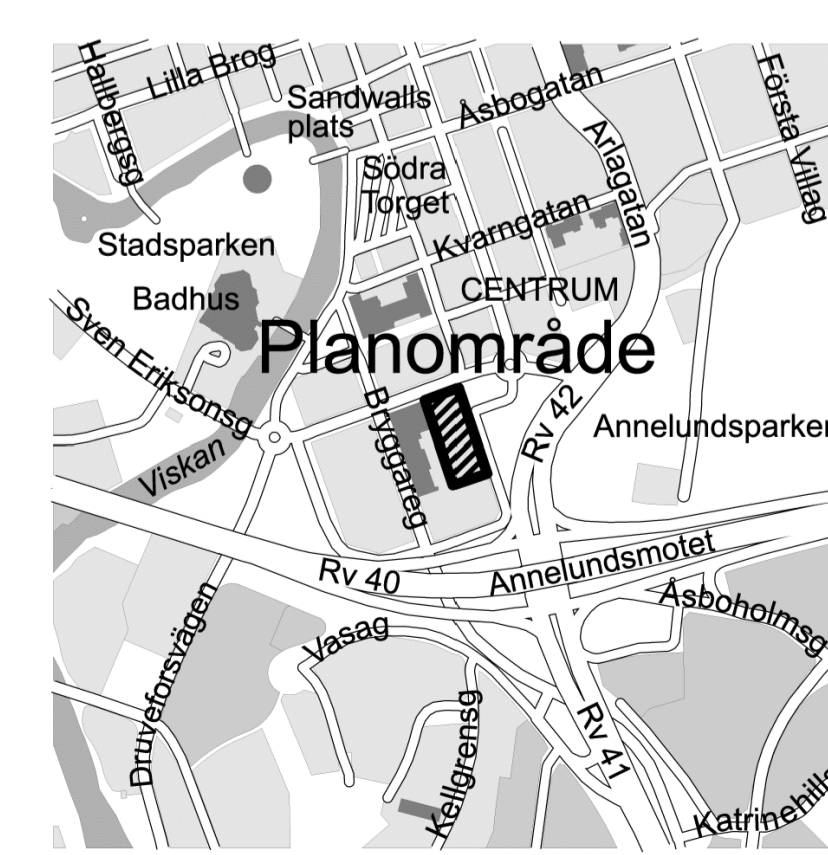 Hallbergsg
Lilla Brog
Sandwalls
plats
Åsbogatan
Arlagatan
Första Villag
Södra
Torget
Kvarngatan
Stadsparken
Badhus
CENTRUM
Planområde
Sven Eriksonsg
Bryggareg
Rv 42
Annelundsparken
Viskan
Rv 40
Annelundsmotet
Åsboholmsg
Vasag
Druveforsvägen
Kellgrensg
Rv 41
Katrinehills